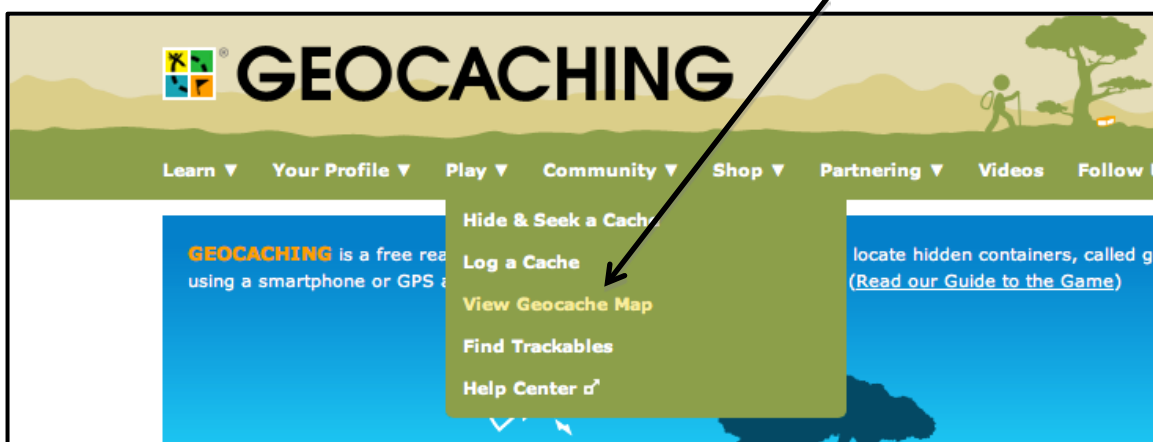 GEOCACHING
Learn ▼ Your Profile ▼ Play ▼ Community ▼ Shop ▼ Partnering ▼ Videos Follow
Hide & Seek a Cache
Log a Cache
View Geocache Map
Find Trackables
Help Center
GEOCACHING is a free locate hidden containers, called
using a smartphone or GPS (Read our Guide to the Game)